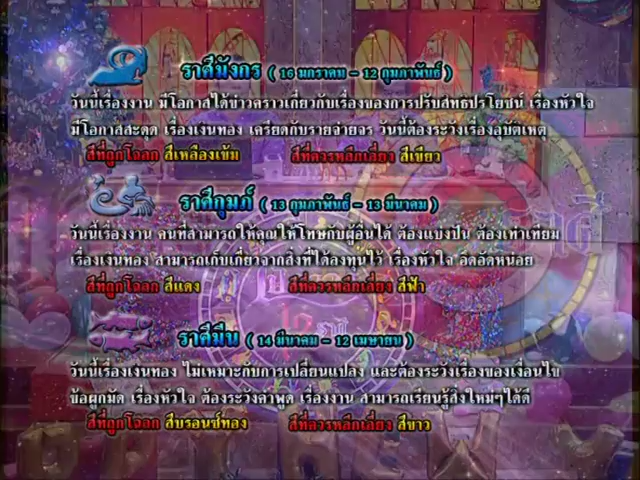 ราศีมังกร ( 16 มกราคม - 12 กุมภาพันธ์ )
วันนี้เรื่องงาน มีโอกาสได้ข่าวคราวเกี่ยวกับเรื่องของการปรับสิทธิประโยชน์ เรื่องหัวใจ
มีโอกาสสะดุด เรื่องเงินทอง เครียดกับรายจ่ายจร วันนี้ต้องระวังเรื่องอุบัติเหตุ
สีที่ถูกโฉลก สีเหลืองเข้ม สีที่ควรหลีกเลี่ยง สีเขียว
ราศีกุมภ์ ( 13 กุมภาพันธ์ - 13 มีนาคม )
วันนี้เรื่องงาน คนที่สามารถให้คุณให้โทษกับผู้อื่นได้ ต้องแบ่งปัน ต้องเท่าเทียม
เรื่องเงินทอง สามารถเก็บเกี่ยวจากสิ่งที่ได้ลงทุนไว้ เรื่องหัวใจ อึดอัดหน่อย
สีที่ถูกโฉลก สีแดง สีที่ควรหลีกเลี่ยง สีฟ้า
ราศีมีน ( 14 มีนาคม - 12 เมษายน )
วันนี้เรื่องเงินทอง ไม่เหมาะกับการเปลี่ยนแปลง และต้องระวังเรื่องของเงื่อนไข
ข้อผูกมัด เรื่องหัวใจ ต้องระวังคำพูด เรื่องงาน สามารถเรียนรู้สิ่งใหม่ๆได้ดี
สีที่ถูกโฉลก สีบรอนซ์ทอง สีที่ควรหลีกเลี่ยง สีขาว